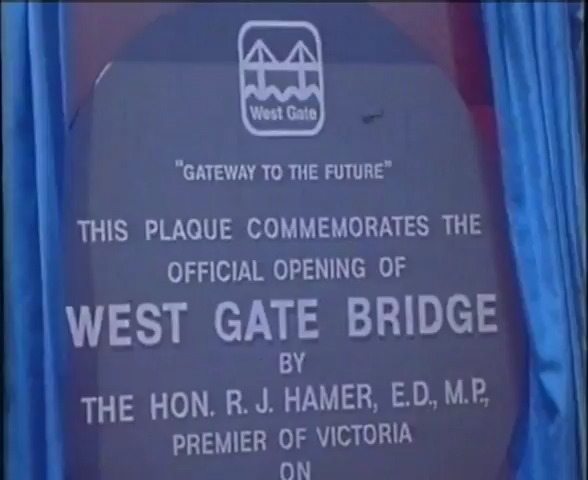 West Gate
"GATEWAY TO THE FUTURE"
THIS PLAQUE COMMEMORATES THE
OFFICIAL OPENING OF
WEST GATE BRIDGE
BY
THE HON. R. J. HAMER, E.D., M.P.,
PREMIER OF VICTORIA
ON